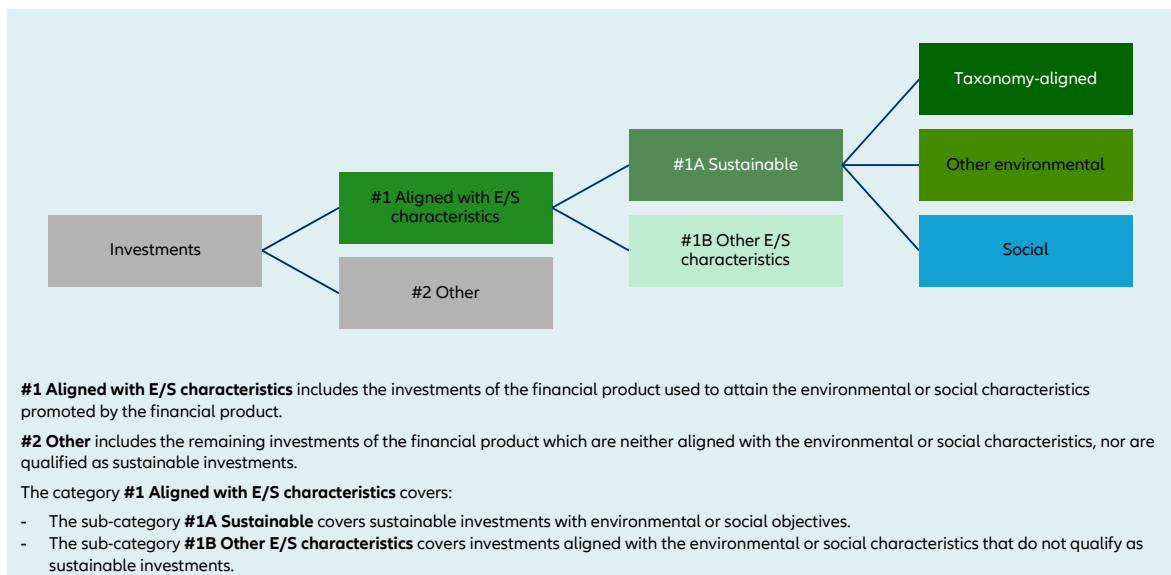 Taxonomy-aligned
#1A Sustainable
Other environmental
#1 Aligned with E/S
characteristics
Investments
#1B Other E/S
characteristics
Social
#2 Other
#1 Aligned with E/S characteristics includes the investments of the financial product used to attain the environmental or social characteristics
promoted by the financial product.
#2 Other includes the remaining investments of the financial product which are neither aligned with the environmental or social characteristics, nor are
qualified as sustainable investments.
The category #1 Aligned with E/S characteristics covers:
- The sub-category #1A Sustainable covers sustainable investments with environmental or social objectives.
- The sub-category #1B Other E/S characteristics covers investments aligned with the environmental or social characteristics that do not qualify as
sustainable investments.